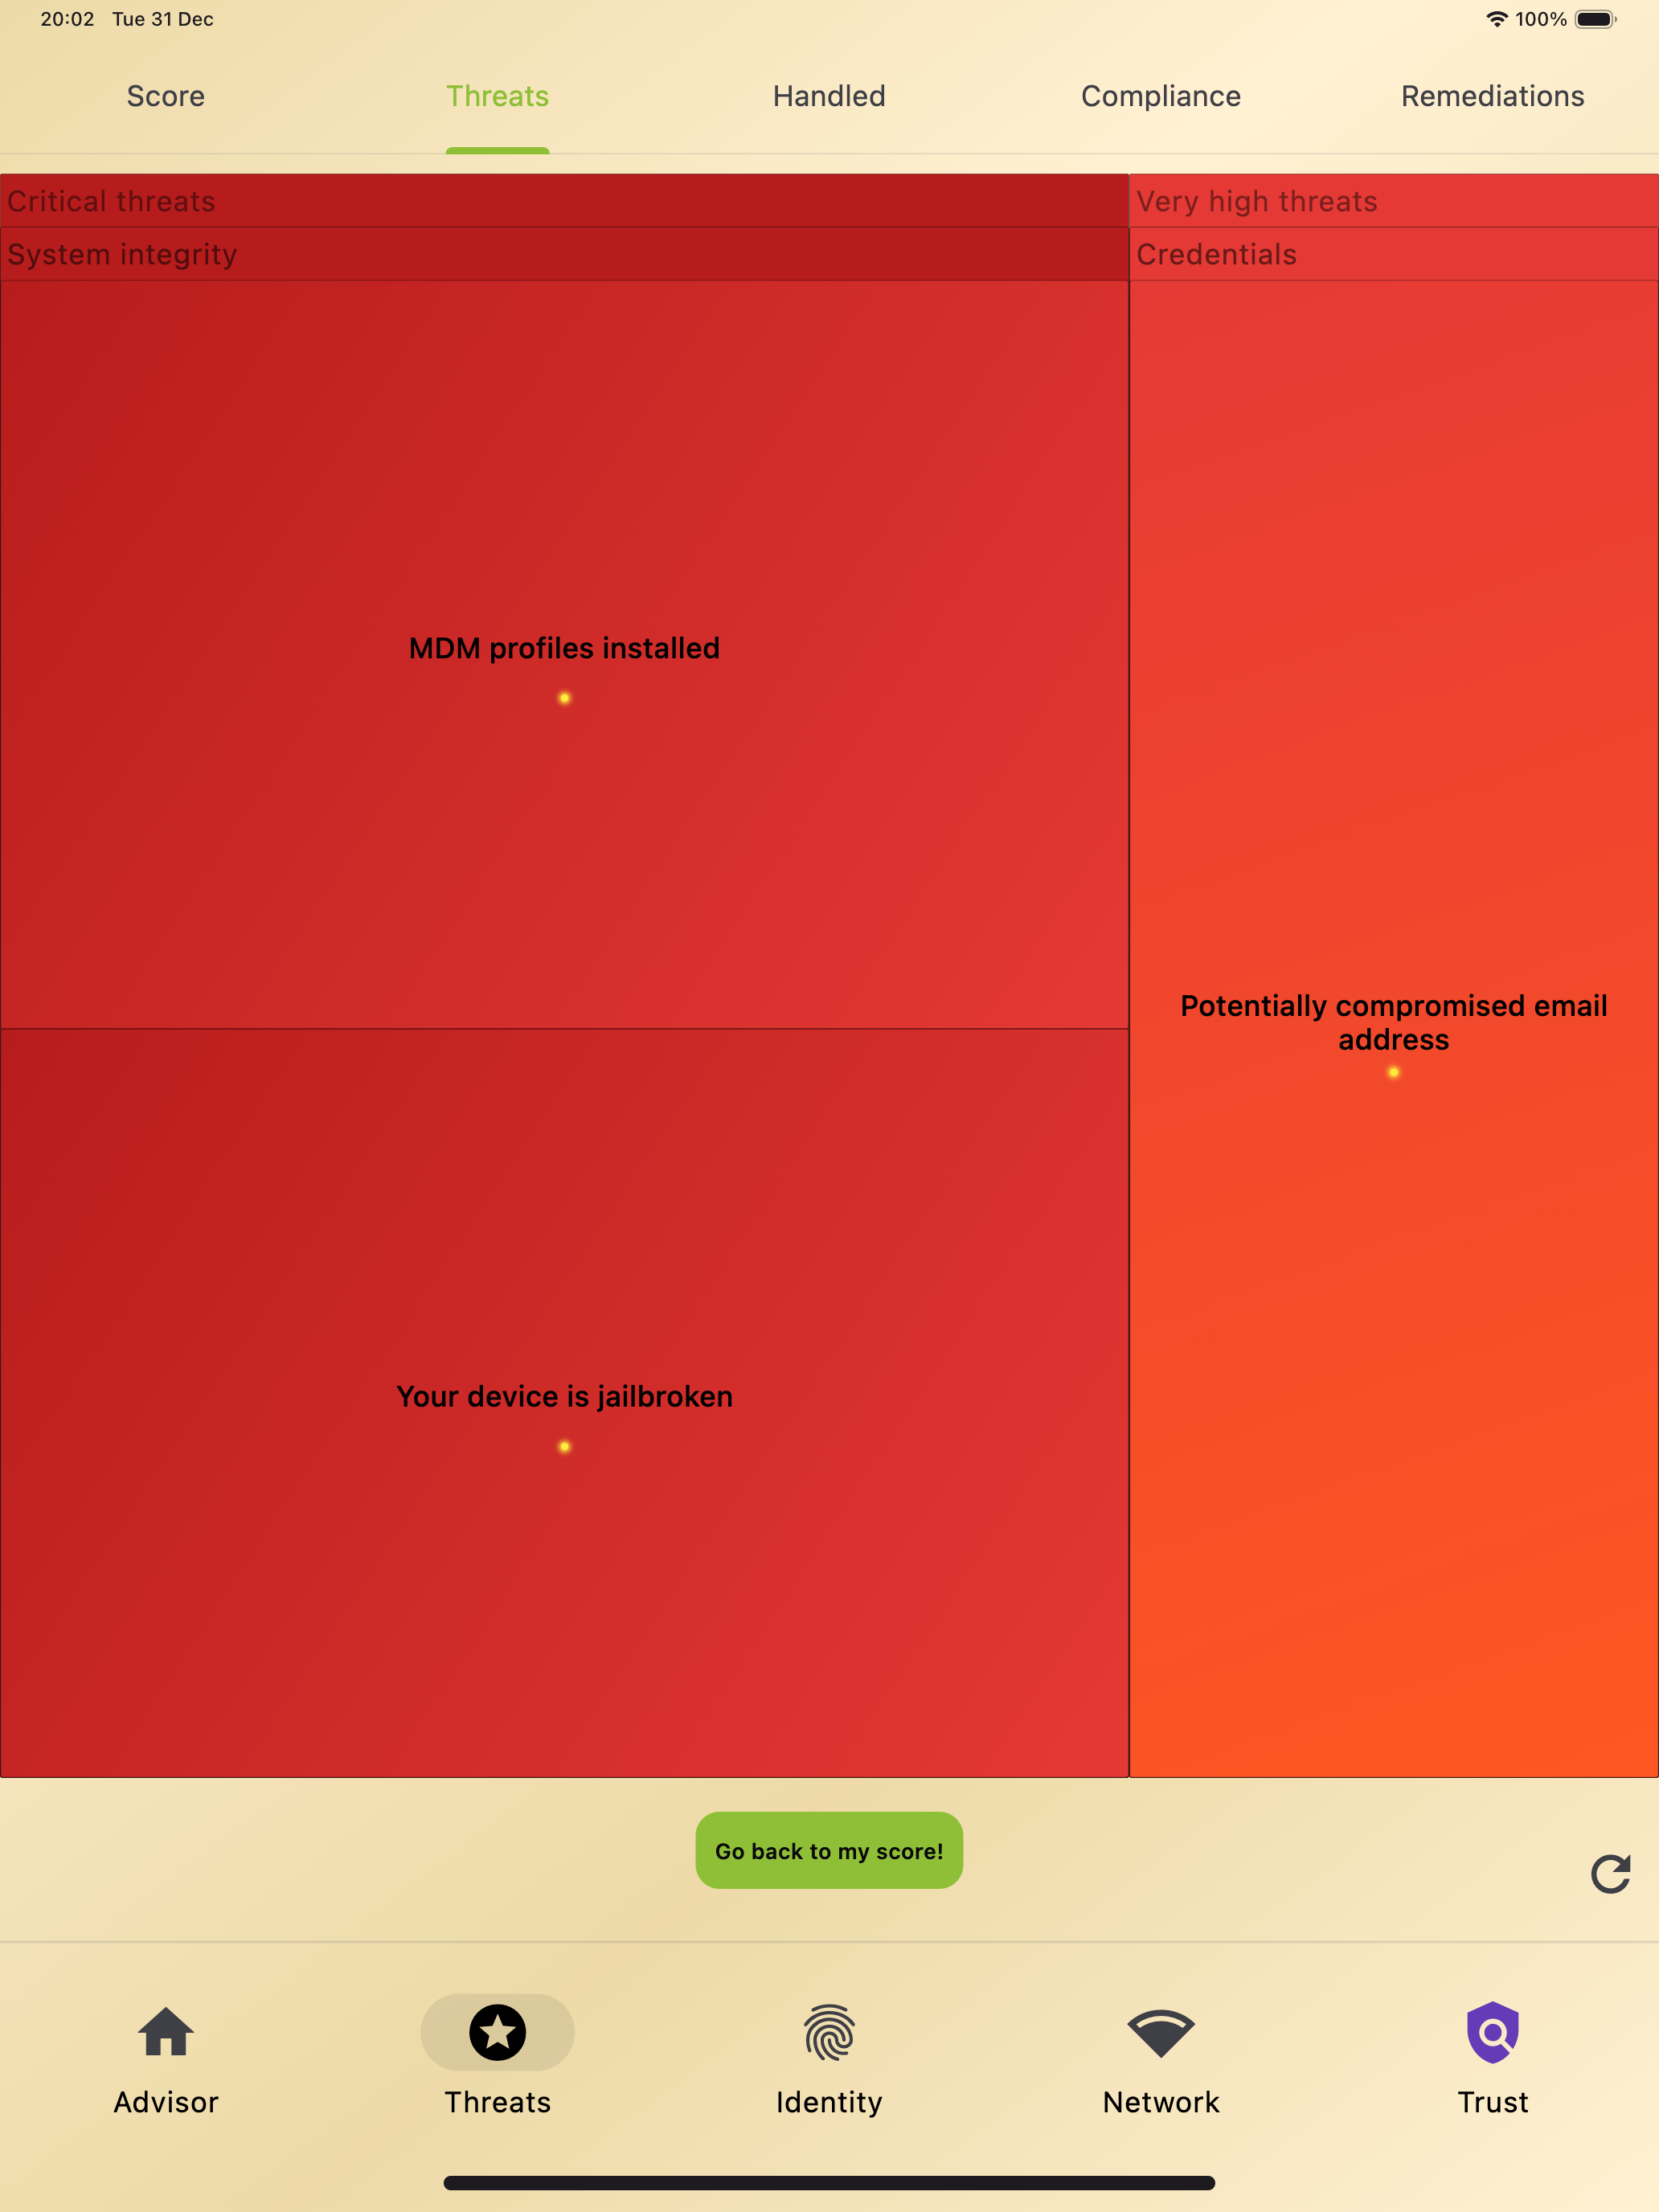 20:02 Tue 31 Dec 100%
Score Threats Handled Compliance Remediations
Critical threats
Very high threats
System integrity
Credentials
MDM profiles installed
Potentially compromised email
address
Your device is jailbroken
Go back to my score!
Advisor Threats Identity Network Trust